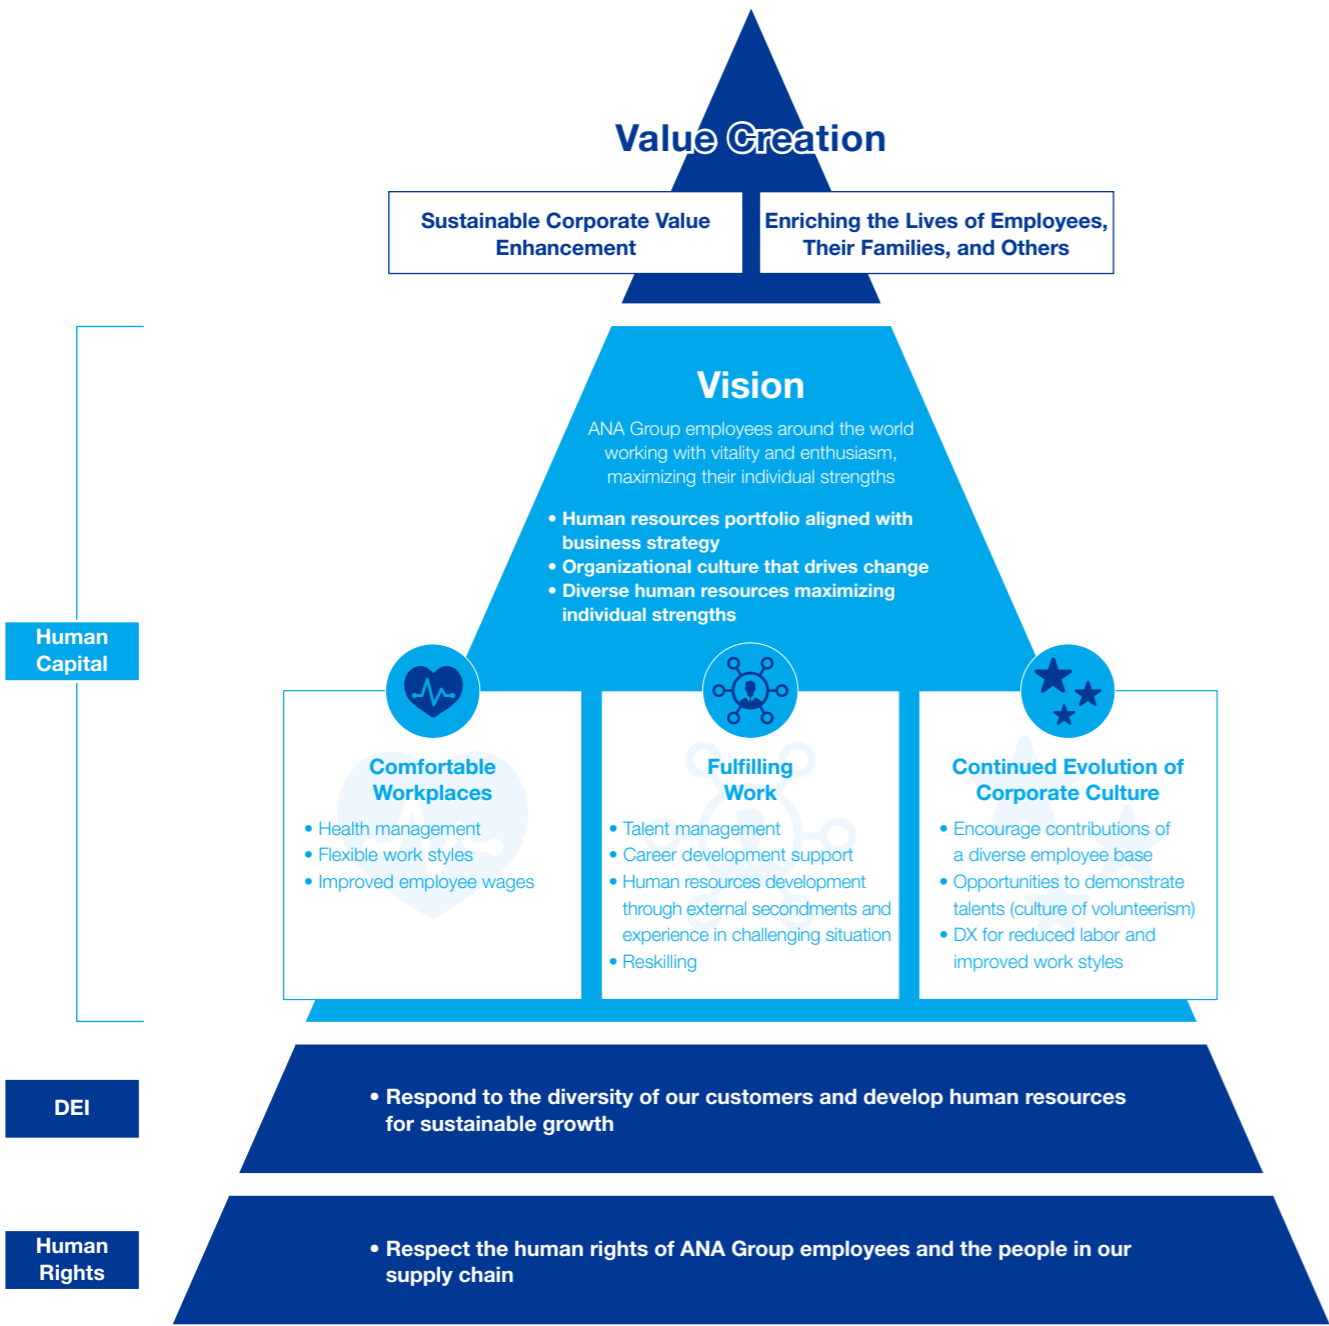 Value Creation
Sustainable Corporate Value
Enhancement
Enriching the Lives of Employees,
Their Families, and Others
Vision
ANA Group employees around the world
working with vitality and enthusiasm,
maximizing their individual strengths
• Human resources portfolio aligned with
business strategy
• Organizational culture that drives change
• Diverse human resources maximizing
individual strengths
Human
Capital
Comfortable
Workplaces
• Health management
• Flexible work styles
• Improved employee wages
Fulfilling
Work
• Talent management
• Career development support
• Human resources development
through external secondments and
experience in challenging situation
• Reskilling
Continued Evolution of
Corporate Culture
• Encourage contributions of
a diverse employee base
• Opportunities to demonstrate
talents (culture of volunteerism)
• DX for reduced labor and
improved work styles
DEI
• Respond to the diversity of our customers and develop human resources
for sustainable growth
Human
Rights
• Respect the human rights of ANA Group employees and the people in our
supply chain